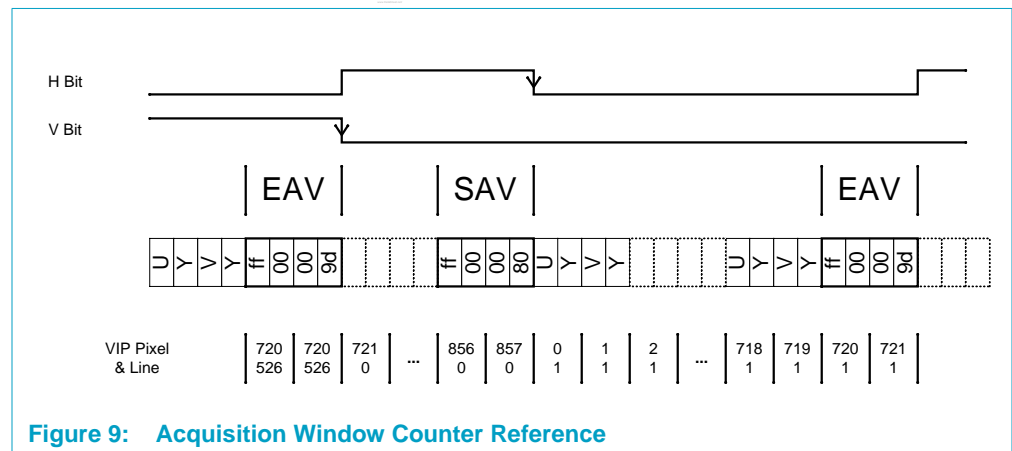 H Bit
V Bit
EAV SAV EAV
U Y V Y ff 00 00 9d ff 00 00 80 U Y V Y U Y V Y ff 00 00 9d
VIP Pixel 720 720 721 ... 856 857 0 1 2 ... 718 719 720 721
& Line 526 526 0 0 0 1 1 1 1 1 1 1
Figure 9: Acquisition Window Counter Reference